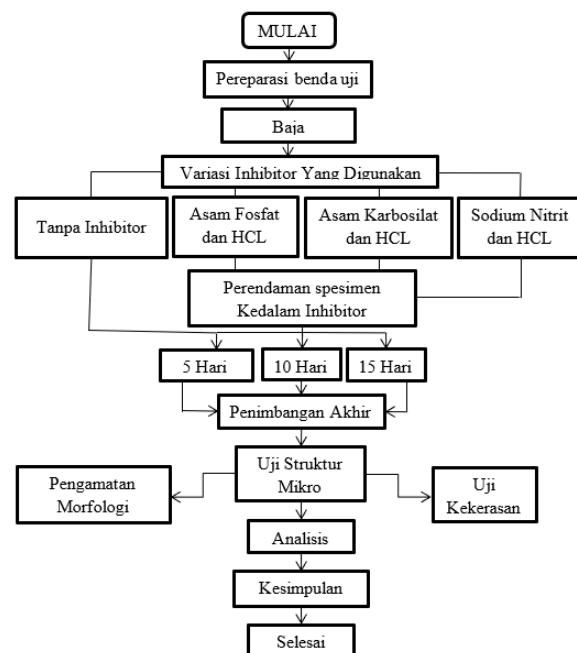 MULAI
Pereparasi benda uji
Baja
Variasi Inhibitor Yang Digunakan
Tanpa Inhibitor
Asam Fosfat
dan HCL
Asam Karbosilat
dan HCL
Sodium Nitrit
dan HCL
Perendaman spesimen
Kedalam Inhibitor
5 Hari
10 Hari
15 Hari
Penimbangan Akhir
Uji Struktur
Mikro
Pengamatan
Morfologi
Uji
Kekerasan
Analisis
Kesimpulan
Selesai